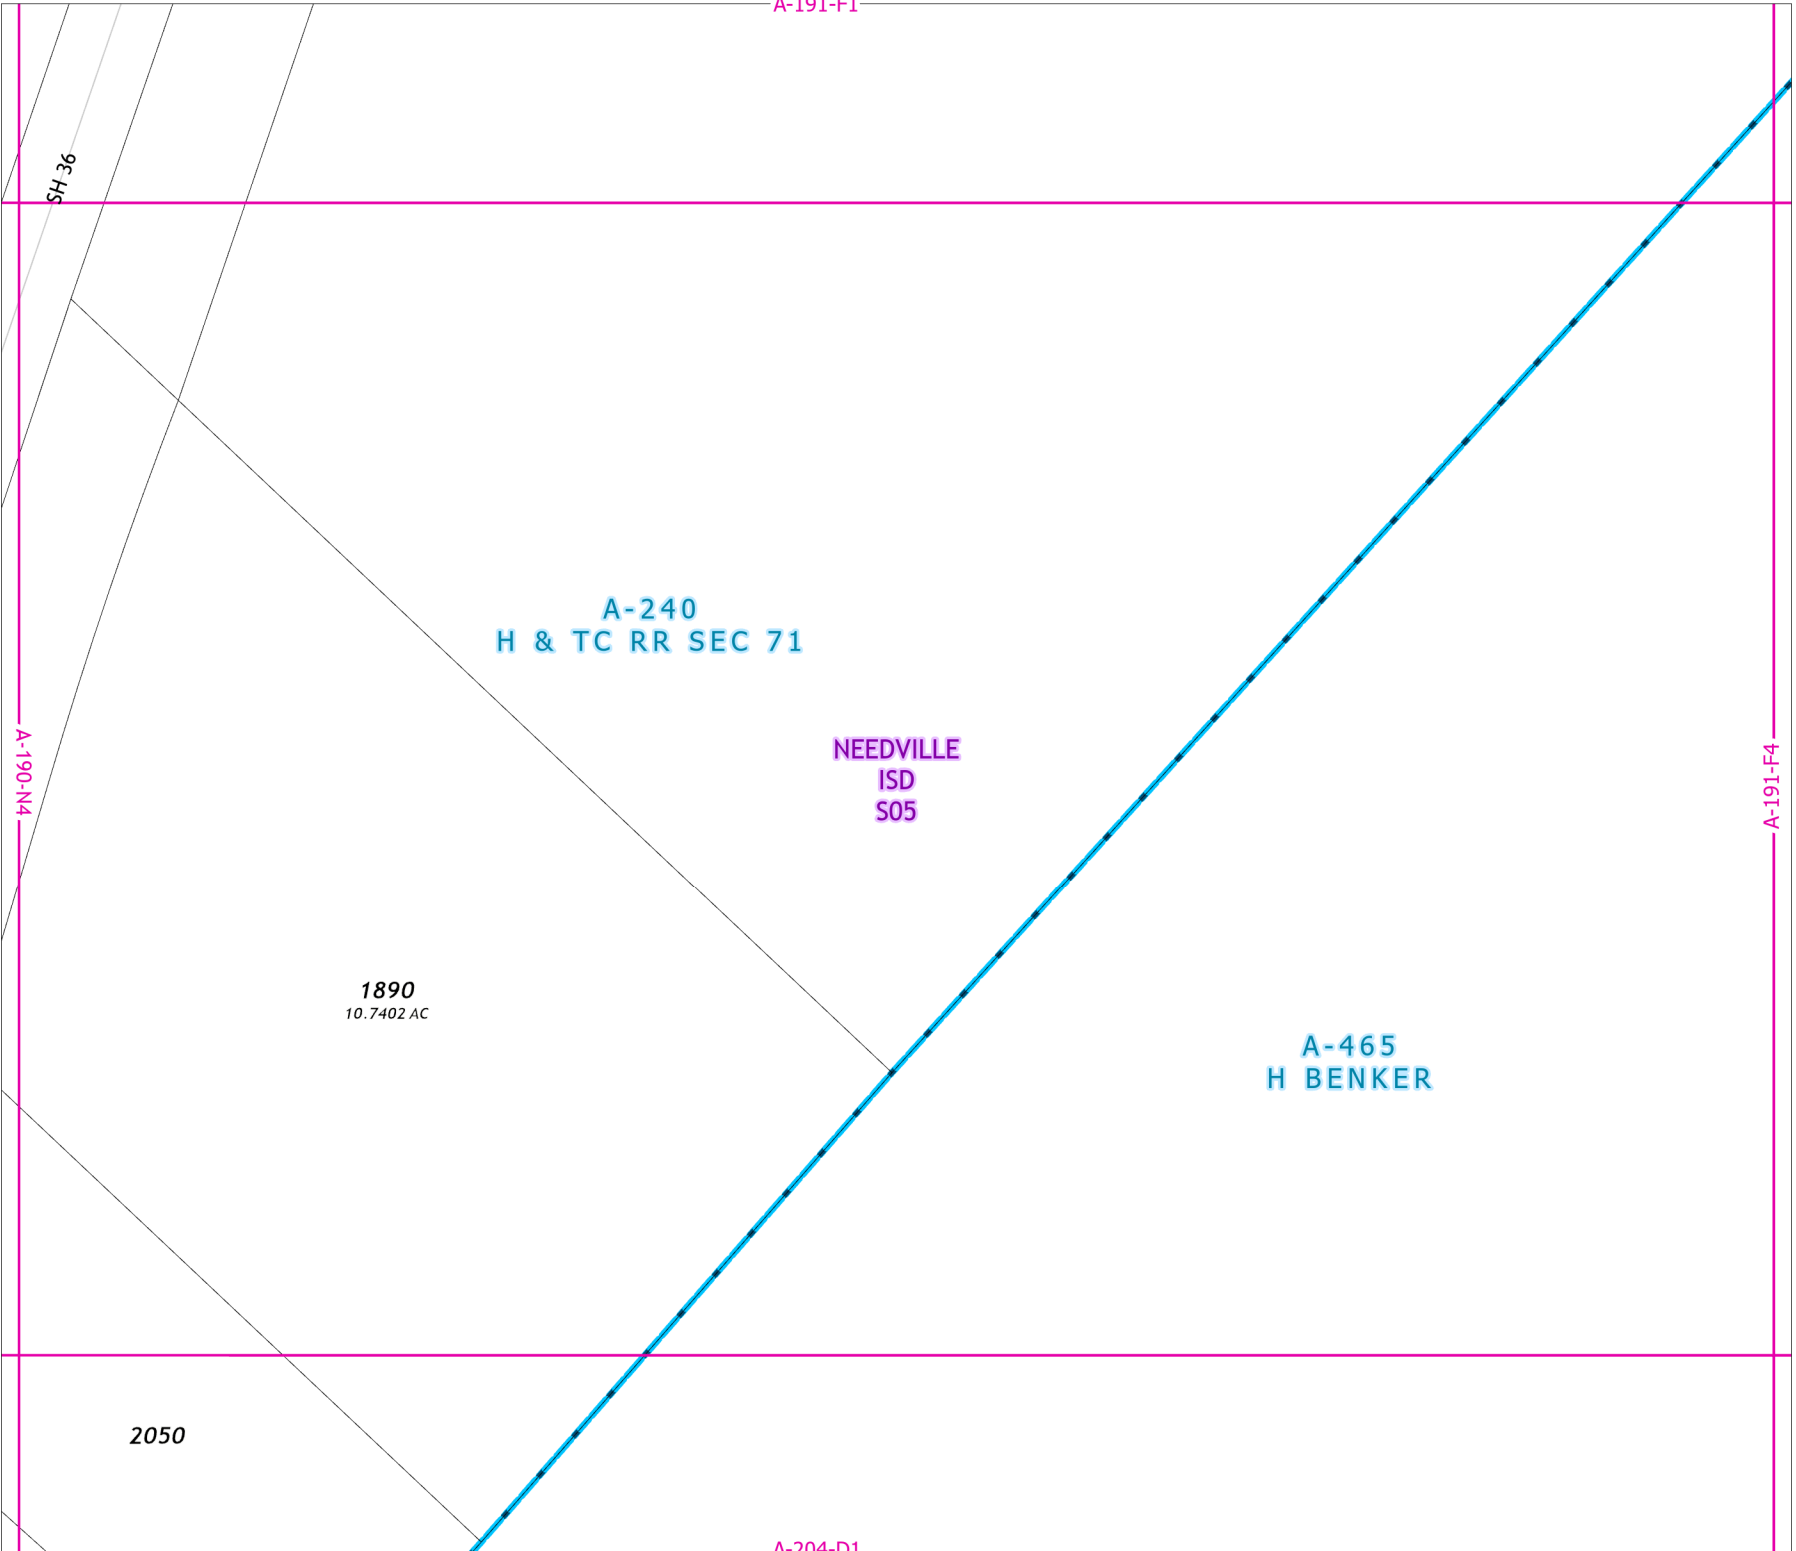 A-191-F1
SH 36
A-240
H & TC RR SEC 71
NEEDVILLE
ISD
S05
A-190-N4
A-191-F4
1890
10.7402 AC
A-465
H BENKER
2050
A-204-D1